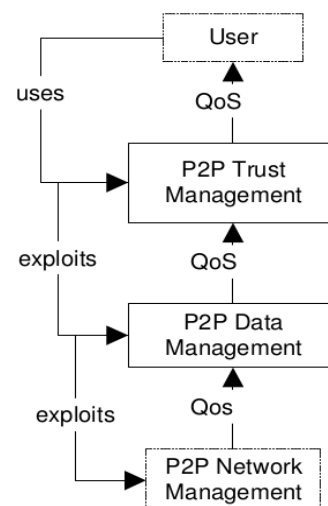 User
uses
QoS
P2P Trust
Management
exploits
QoS
P2P Data
Management
exploits
Qos
P2P Network
Management